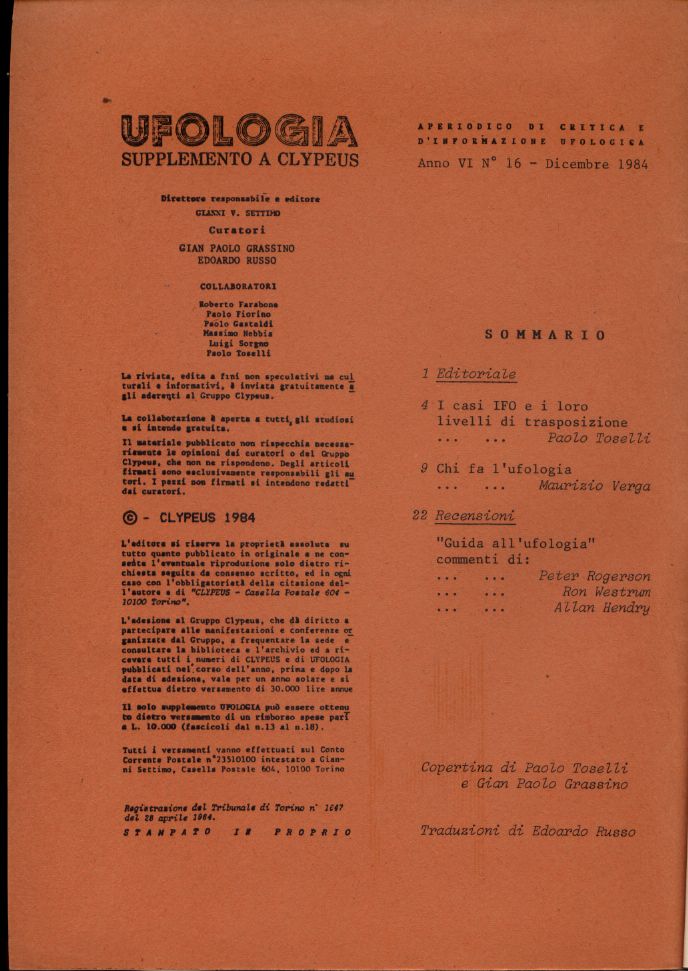 UFOLOGIA
SUPPLEMENTO A CLYPEUS
Direttore responsabile e editore
GIANNI V. SETTIMO
Curatori
GIAN PAOLO GRASSINO
EDOARDO RUSSO
COLLABORATORI
Roberto Farabone
Paolo Fiorino
Paolo Gastaldi
Massimo Nebbia
Luigi Sorgno
Paolo Toselli
La rivista, edita a fini non speculativi ma cul
turali e informativi, è inviata gratuitamente a
gli aderenti al Gruppo Clypeus.
La collaborazione è aperta a tutti gli studiosi
e si intende gratuita.
Il materiale pubblicato non rispecchia necessa-
riamente le opinioni dei curatori o del Gruppo
Clypeus, che non ne rispondono. Degli articoli
firmati sono esclusivamente responsabili gli au
tori. I pezzi non firmati si intendono redatti
dai curatori.
© - CLYPEUS 1984
L'editore si riserva la proprietà assoluta su
tutto quanto pubblicato in originale e ne con-
sente l'eventuale riproduzione solo dietro ri-
chiesta seguita da consenso scritto, ed in ogni
caso con l'obbligatorietà della citazione del-
l'autore e di "CLYPEUS - Casella Postale 604 -
10100 Torino".
L'adesione al Gruppo Clypeus, che dà diritto a
partecipare alle manifestazioni e conferenze or
ganizzate dal Gruppo, a frequentare la sede e
consultare la biblioteca e l'archivio ed a ri-
cevere tutti i numeri di CLYPEUS e di UFOLOGIA
pubblicati nel corso dell'anno, prima e dopo la
data di adesione, vale per un anno solare e si
effettua dietro versamento di 30.000 lire annue
Il solo supplemento UFOLOGIA può essere ottenu
to dietro versamento di un rimborso spese pari
a L. 10.000 (fascicoli dal n.13 al n.18).
Tutti i versamenti vanno effettuati sul Conto
Corrente Postale n°23510100 intestato a Gian-
ni Settimo, Casella Postale 604, 10100 Torino
Registrazione del Tribunale di Torino n° 1647
del 28 aprile 1964.
STAMPATO IN PROPRIO
APERIODICO DI CRITICA E
D'INFORMAZIONE UFOLOGICA
Anno VI N° 16 - Dicembre 1984
SOMMARIO
1 Editoriale
4 I casi IFO e i loro
livelli di trasposizione
... ... Paolo Toselli
9 Chi fa l'ufologia
... ... Maurizio Verga
22 Recensioni
"Guida all'ufologia"
commenti di:
... ... Peter Rogerson
... ... Ron Westrum
... ... Allan Hendry
Copertina di Paolo Toselli
e Gian Paolo Grassino
Traduzioni di Edoardo Russo